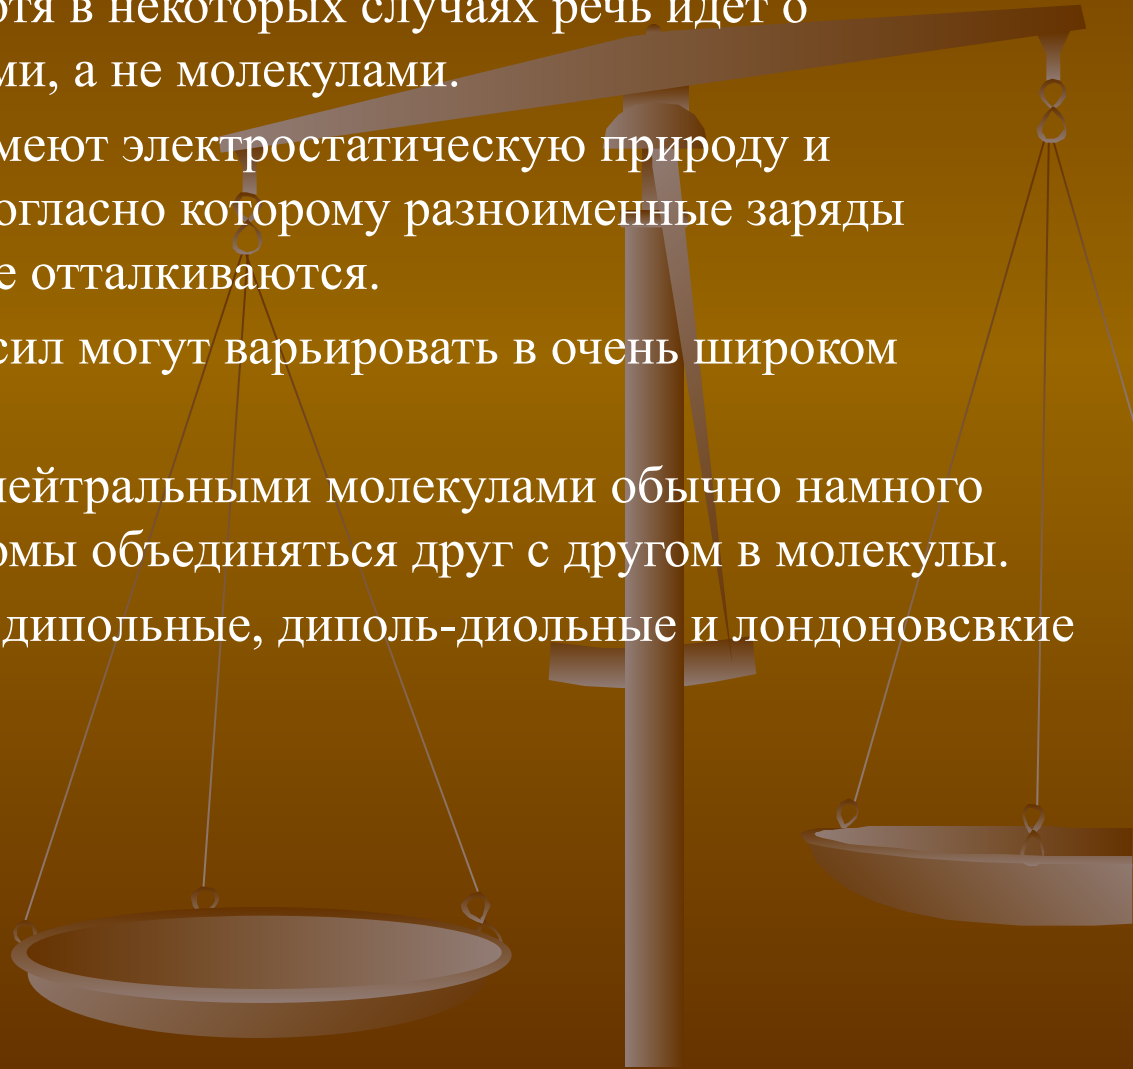 отя в некоторых случаях речь идет о
ми, а не молекулами.
меют электростатическую природу и
огласно которому разноименные заряды
е отталкиваются.
сил могут варьировать в очень широком
нейтральными молекулами обычно намного
омы объединяться друг с другом в молекулы.
дипольные, диполь-диольные и лондоновсвкие